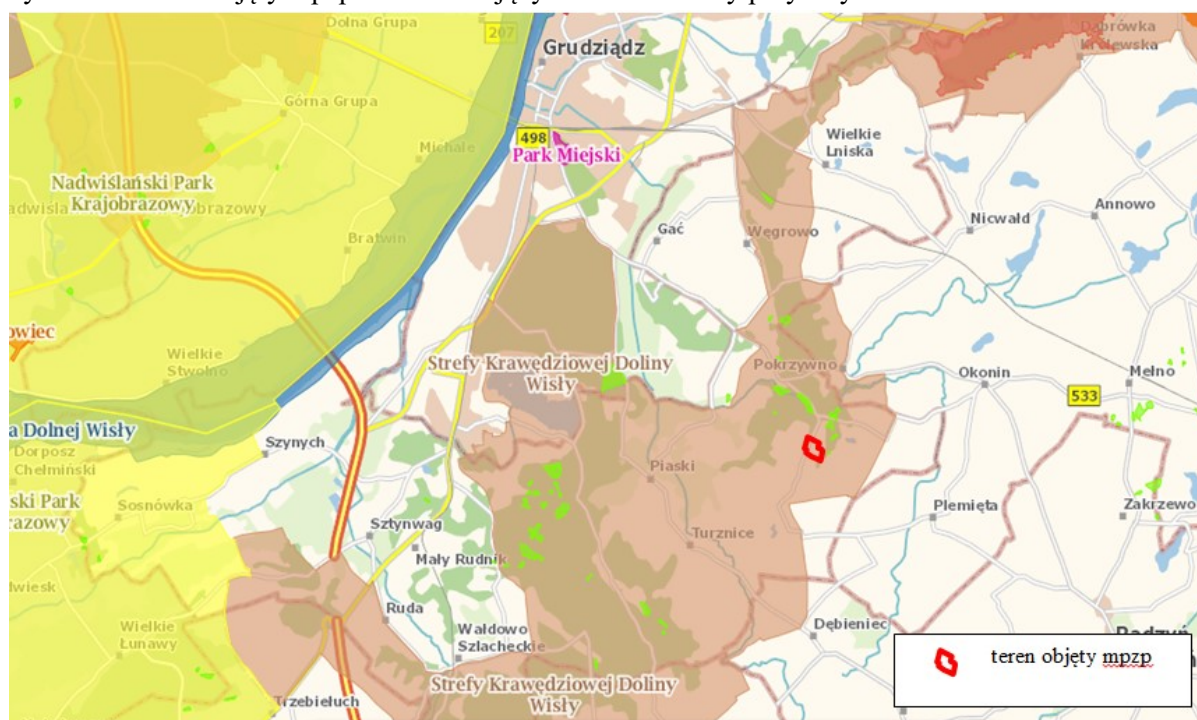 Dolna Grupa
207
Grudziądz
Dąbrówka
Królewska
Górna Grupa
498
Park Miejski
Michale
Wielkie
Lniska
Nadwiślański Park
Krajobrazowy
Annowo
Nicwałd
Bratwin
Gać
Węgrowo
owiec
Wielkie
Stwolno
Strefy Krawędziowej Doliny
Wisły
Pokrzywno
Okonin
Mełno
533
a Dolnej Wisły
Dorposz
Chełmiński
Szynych
Piaski
ski Park
razowy
Sosnówka
Plemięta
Zakrzewo
Sztynwag
Turznice
Mały Rudnik
lwiesk
Ruda
Wielkie
Łunawy
Wałdowo
Szlacheckie
Dębieniec
Radzyń
teren objęty mpzp
Strefy Krawędziowej Doliny
Wisły
Trzebiełuch